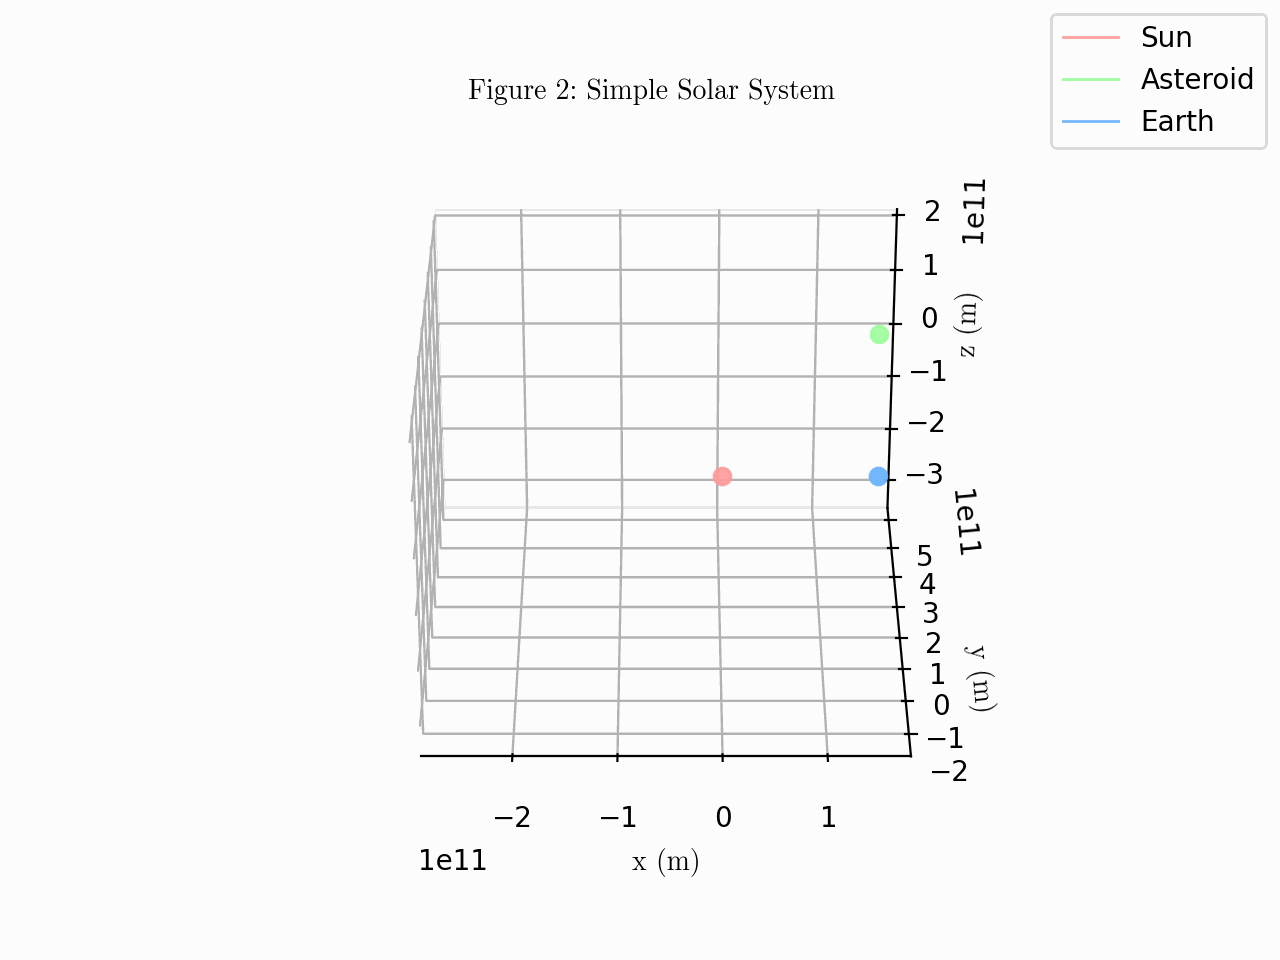 Sun
Asteroid
Earth
Figure 2: Simple Solar System
1e11
2
1
0
−1
−2
−3
z (m)
1e11
5
4
3
2
1
0
−1
−2
y (m)
−2 −1 0 1
1e11 x (m)